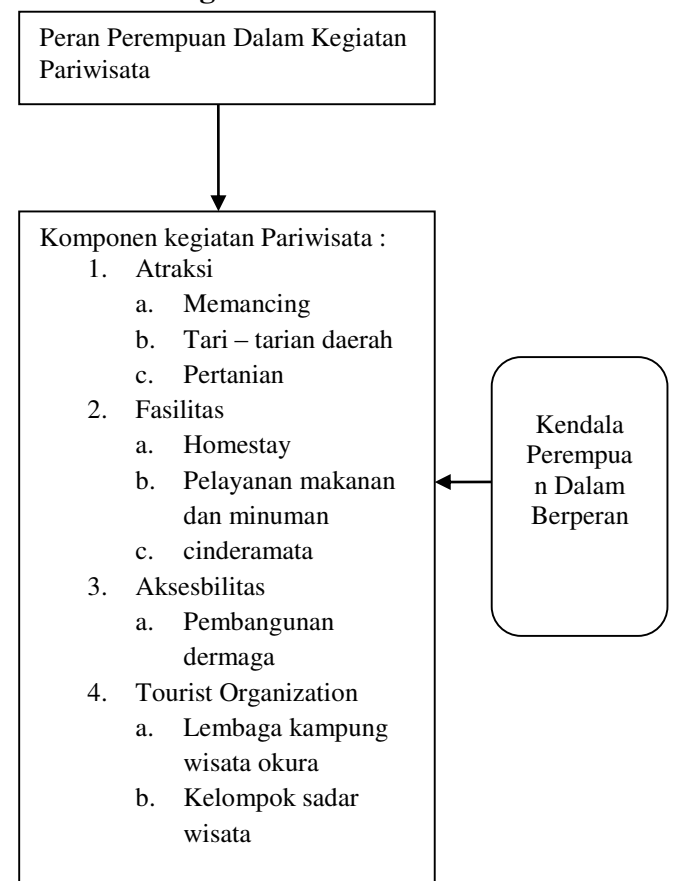 Peran Perempuan Dalam Kegiatan
Pariwisata
Komponen kegiatan Pariwisata :
1. Atraksi
a. Memancing
b. Tari – tarian daerah
c. Pertanian
2. Fasilitas
a. Homestay
b. Pelayanan makanan
dan minuman
c. cinderamata
3. Aksesbilitas
a. Pembangunan
dermaga
4. Tourist Organization
a. Lembaga kampung
wisata okura
b. Kelompok sadar
wisata
Kendala
Perempua
n Dalam
Berperan